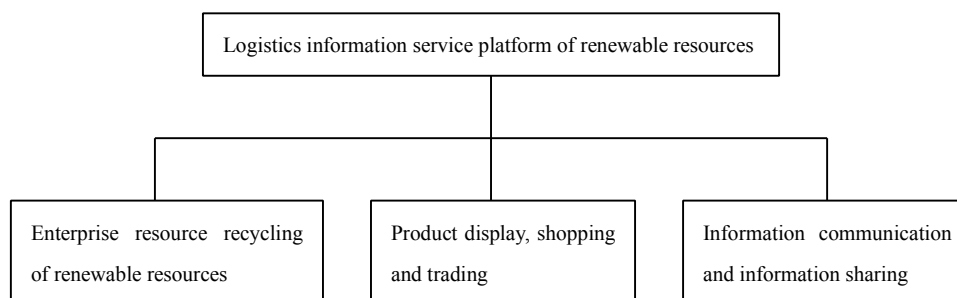 Logistics information service platform of renewable resources
Enterprise resource recycling
of renewable resources
Product display, shopping
and trading
Information communication
and information sharing